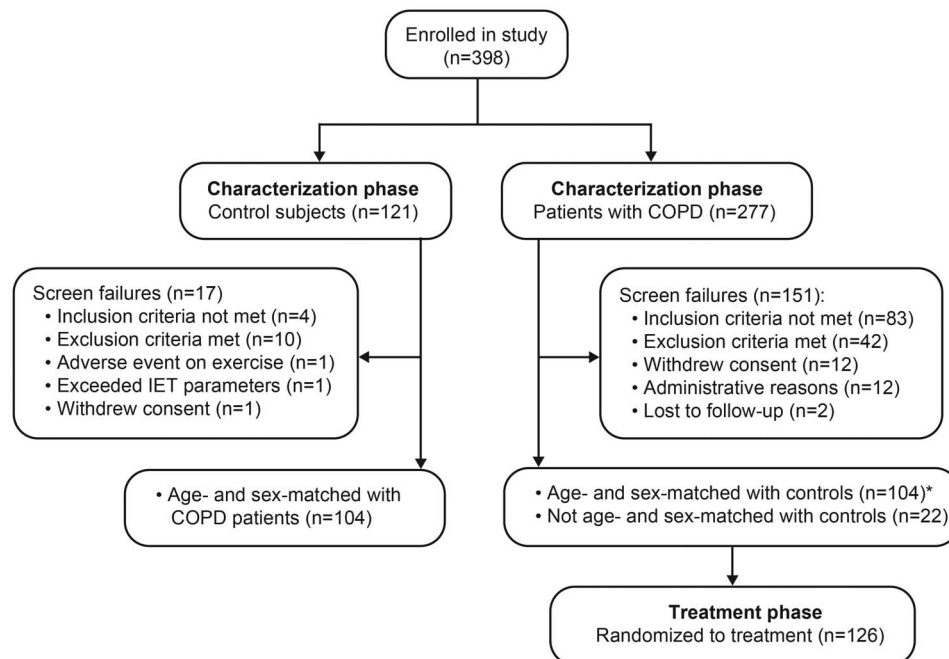 Enrolled in study
(n=398)
Characterization phase
Control subjects (n=121)
Characterization phase
Patients with COPD (n=277)
Screen failures (n=17)
• Inclusion criteria not met (n=4)
• Exclusion criteria met (n=10)
• Adverse event on exercise (n=1)
• Exceeded IET parameters (n=1)
• Withdrew consent (n=1)
Screen failures (n=151):
• Inclusion criteria not met (n=83)
• Exclusion criteria met (n=42)
• Withdrew consent (n=12)
• Administrative reasons (n=12)
• Lost to follow-up (n=2)
• Age- and sex-matched with
COPD patients (n=104)
• Age- and sex-matched with controls (n=104)*
• Not age- and sex-matched with controls (n=22)
Treatment phase
Randomized to treatment (n=126)